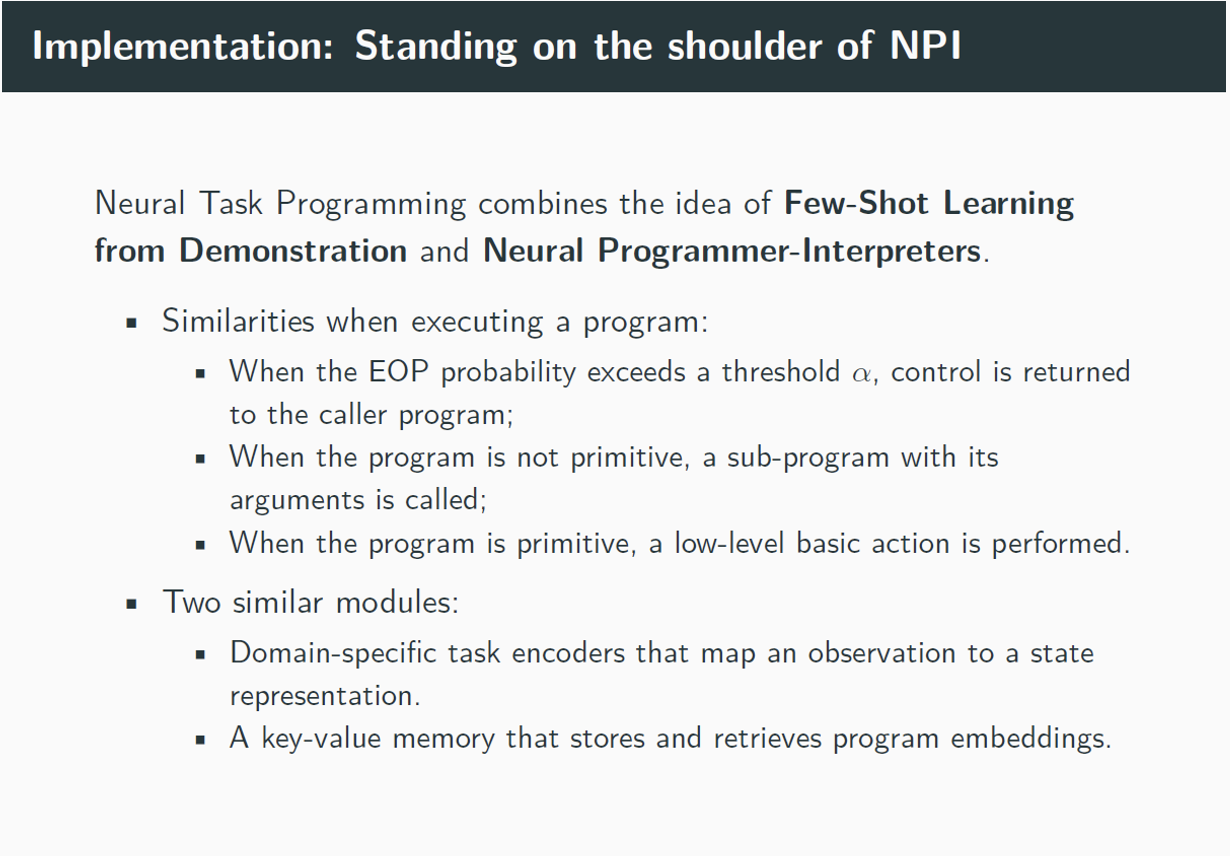 Implementation: Standing on the shoulder of NPI
Neural Task Programming combines the idea of Few-Shot Learning
from Demonstration and Neural Programmer-Interpreters.
▪ Similarities when executing a program:
▪ When the EOP probability exceeds a threshold α, control is returned
to the caller program;
▪ When the program is not primitive, a sub-program with its
arguments is called;
▪ When the program is primitive, a low-level basic action is performed.
▪ Two similar modules:
▪ Domain-specific task encoders that map an observation to a state
representation.
▪ A key-value memory that stores and retrieves program embeddings.